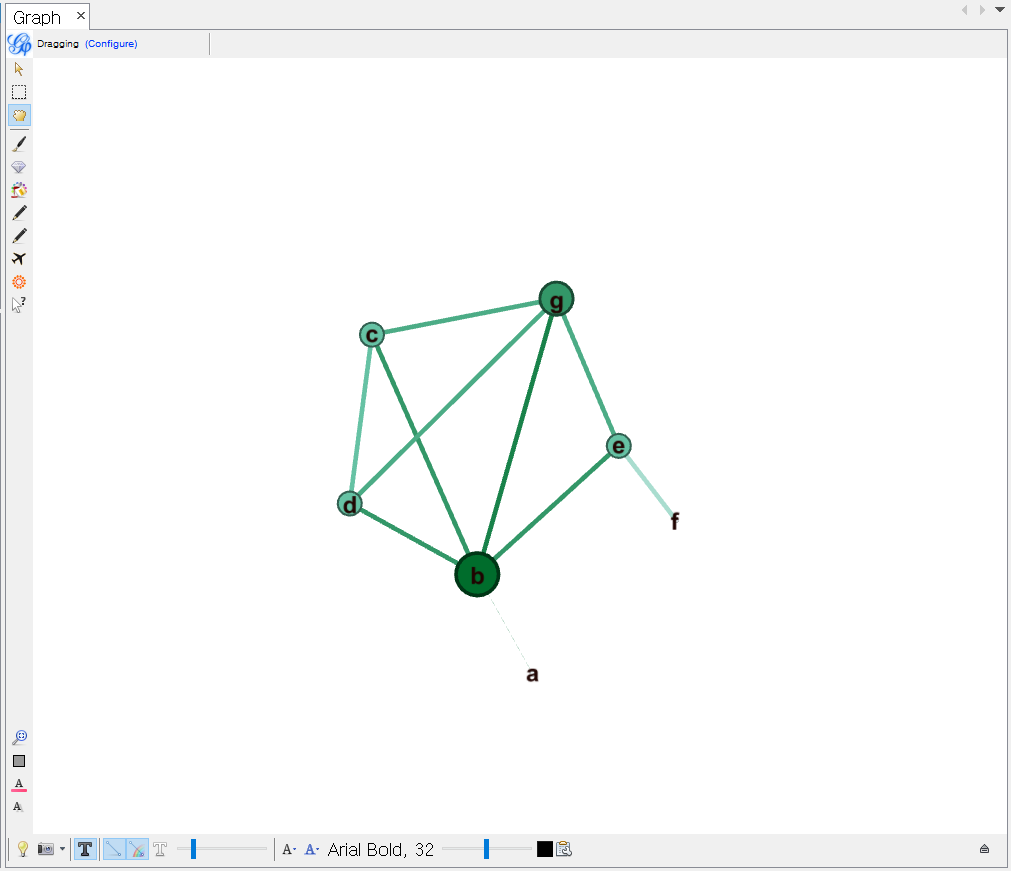 Graph
Dragging (Configure)
g
c
e
d
f
b
a
A
A
T T A- A- Arial Bold, 32